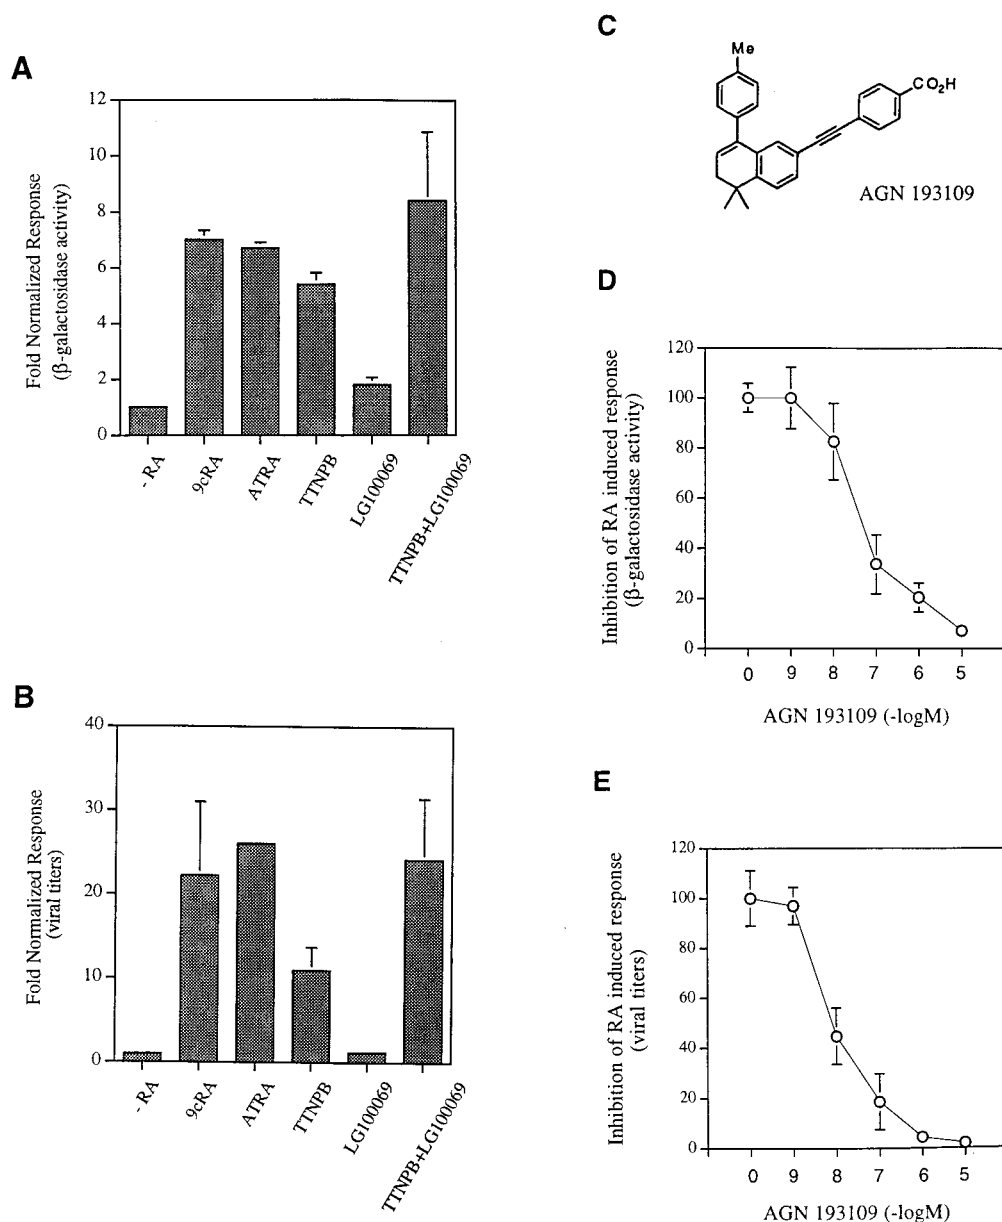 A
Fold Normalized Response
(β-galactosidase activity)
12
10
8
6
4
2
0
- RA
9cRA
ATRA
TTNPB
LG100069
TTNPB+LG100069
B
Fold Normalized Response
(viral titers)
40
30
20
10
0
- RA
9cRA
ATRA
TTNPB
LG100069
TTNPB+LG100069
C
Me
CO₂H
AGN 193109
D
Inhibition of RA induced response
(β-galactosidase activity)
120
100
80
60
40
20
0
0 9 8 7 6 5
AGN 193109 (-logM)
E
Inhibition of RA induced response
(viral titers)
120
100
80
60
40
20
0
0 9 8 7 6 5
AGN 193109 (-logM)